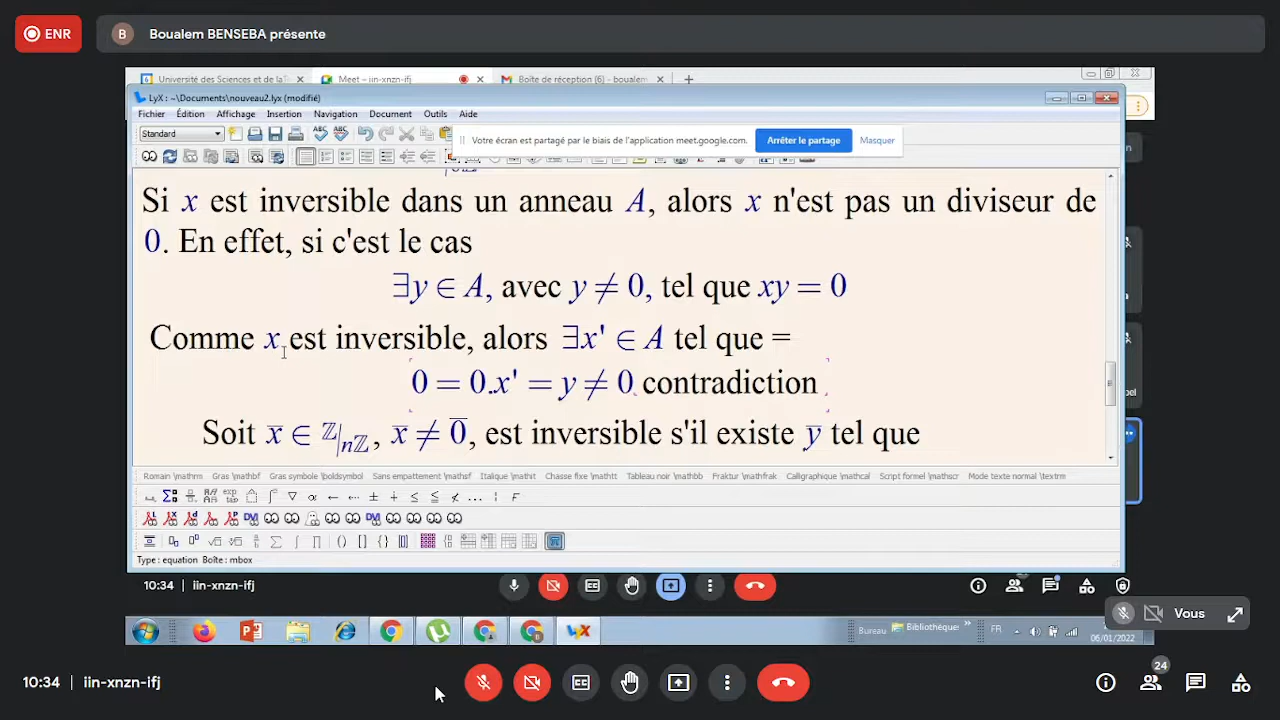 ENR
B Boualem BENSEBA présente
Université des Sciences et de la T
Meet – iin-xnzn-ifj
Boîte de réception (6) - boualem
LyX : ~\Documents\nouveau2.lyx (modifié)
Fichier Édition Affichage Insertion Navigation Document Outils Aide
Standard
Votre écran est partagé par le biais de l'application meet.google.com. Arrêter le partage Masquer
Si x est inversible dans un anneau A, alors x n'est pas un diviseur de
0. En effet, si c'est le cas
∃y ∈ A, avec y ≠ 0, tel que xy = 0
Comme x est inversible, alors ∃x' ∈ A tel que =
0 = 0.x' = y ≠ 0 contradiction
Soit x̄ ∈ ℤ|nℤ, x̄ ≠ 0̄, est inversible s'il existe ȳ tel que
Romain \mathrm Gras \mathbf Gras symbole \boldsymbol Sans empattement \mathsf Italique \mathit Chasse fixe \mathtt Tableau noir \mathbb Fraktur \mathfrak Calligraphique \mathcal Script formel \mathscr Mode texte normal \textrm
Type : equation Boîte : mbox
10:34 | iin-xnzn-ifj
Vous
Bureau Bibliothèque » FR
06/01/2022
10:34 | iin-xnzn-ifj
24